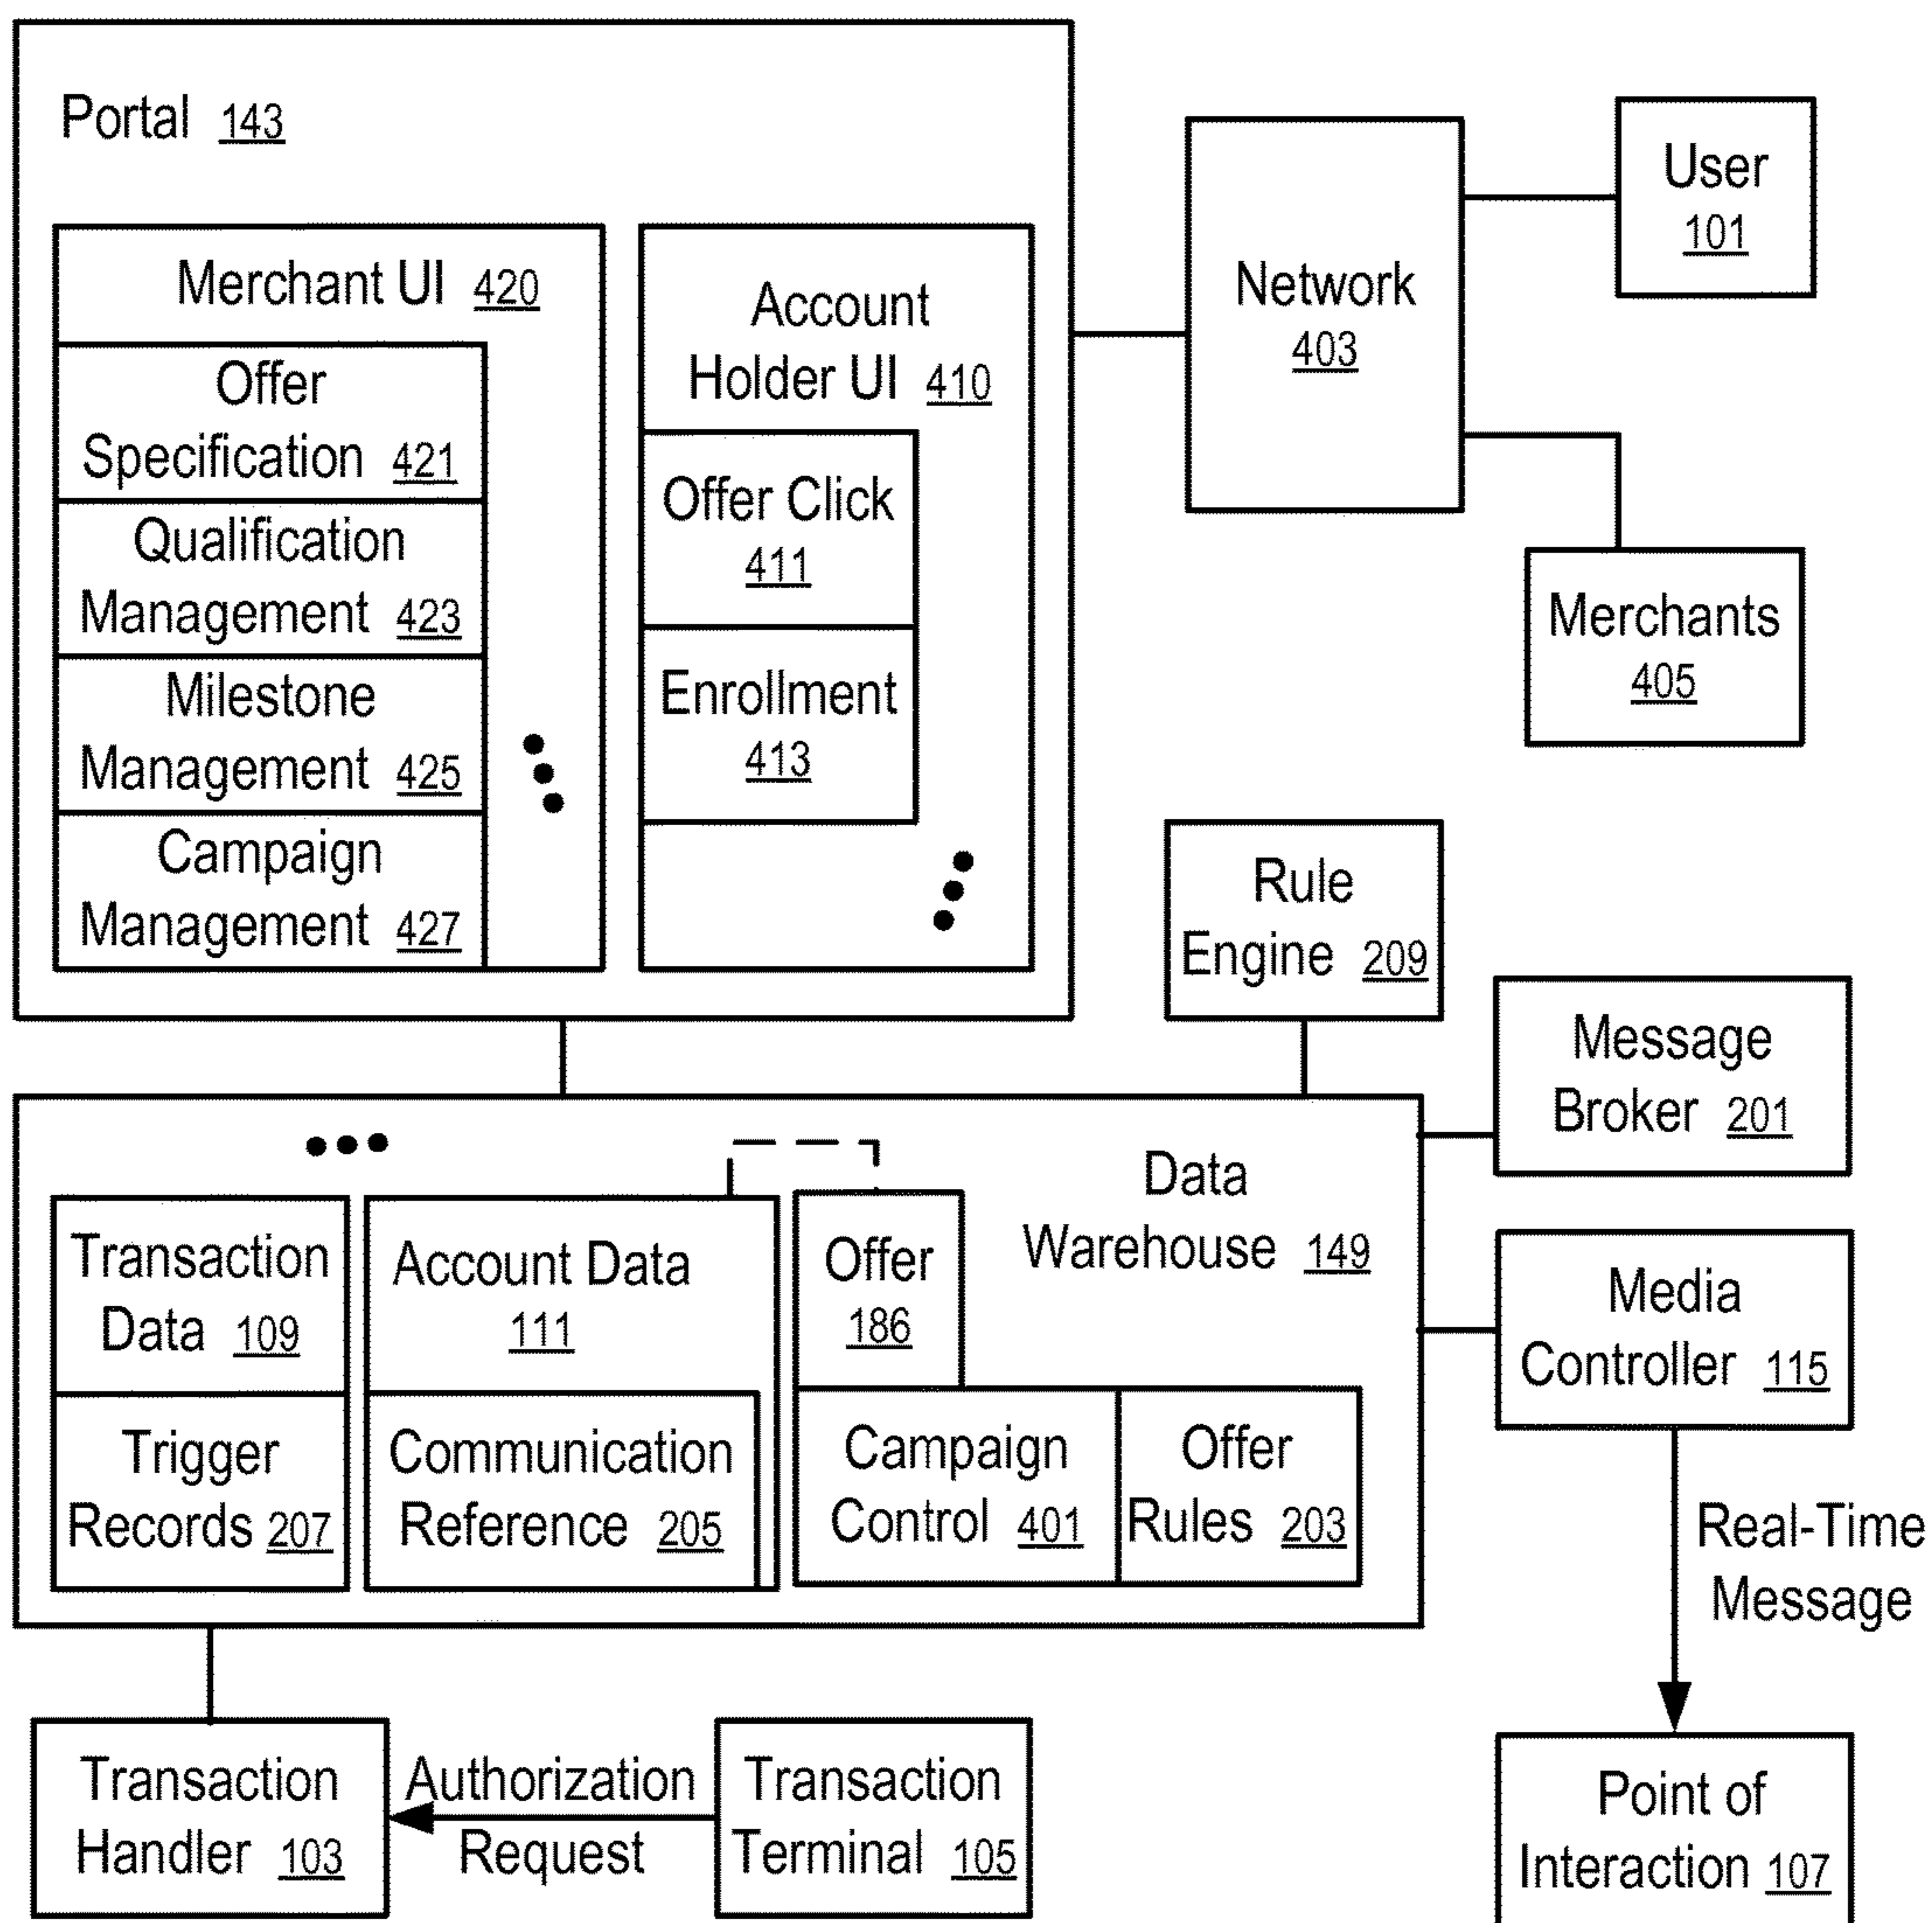 Portal 143
Merchant UI 420
Offer
Specification 421
Qualification
Management 423
Milestone
Management 425
Campaign
Management 427
Account
Holder UI 410
Offer Click
411
Enrollment
413
Network
403
User
101
Merchants
405
Rule
Engine 209
Message
Broker 201
Data
Warehouse 149
Transaction
Data 109
Trigger
Records 207
Account Data
111
Communication
Reference 205
Offer
186
Campaign
Control 401
Offer
Rules 203
Media
Controller 115
Real-Time
Message
Transaction
Handler 103
Authorization
Request
Transaction
Terminal 105
Point of
Interaction 107